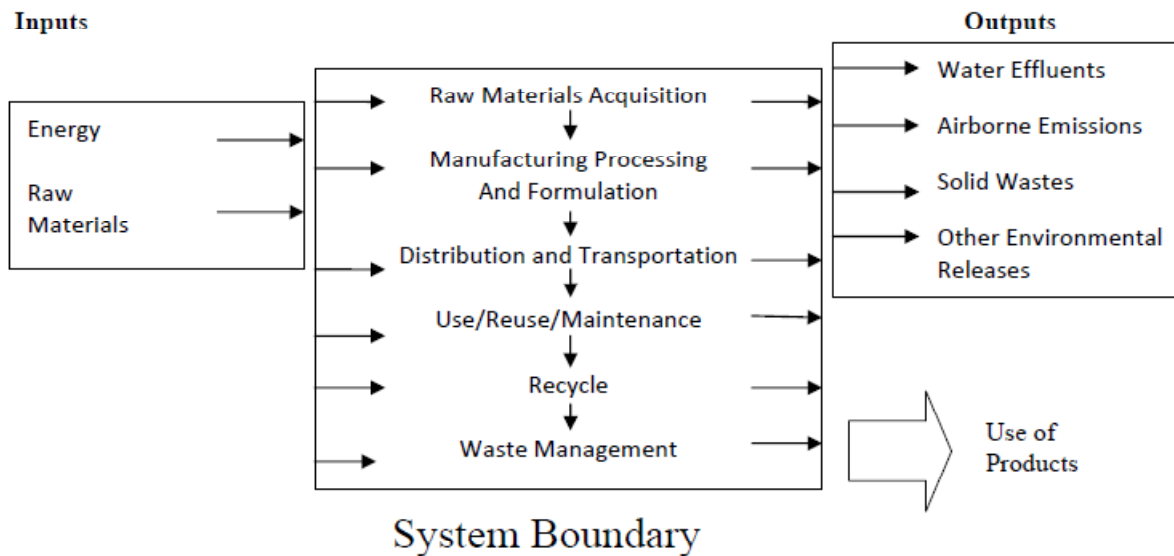 Inputs
Outputs
Energy
Raw
Materials
Raw Materials Acquisition
Manufacturing Processing
And Formulation
Distribution and Transportation
Use/Reuse/Maintenance
Recycle
Waste Management
Water Effluents
Airborne Emissions
Solid Wastes
Other Environmental
Releases
Use of
Products
System Boundary